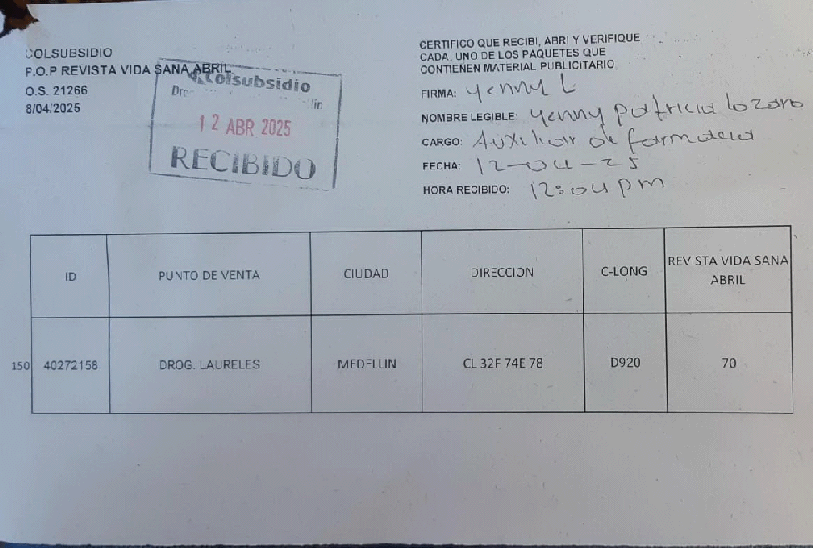 COLSUBSIDIO
P.O.P REVISTA VIDA SANA ABRIL
O.S. 21266
8/04/2025
Colsubsidio
12 ABR 2025
RECIBIDO
CERTIFICO QUE RECIBI, ABRI Y VERIFIQUE
CADA UNO DE LOS PAQUETES QUE
CONTIENEN MATERIAL PUBLICITARIO
FIRMA: Yenny L
NOMBRE LEGIBLE: Yenny patricia lozano
CARGO: Auxiliar de farmacia
FECHA: 12-04-25
HORA RECIBIDO: 12:04 pm
ID PUNTO DE VENTA CIUDAD DIRECCION C-LONG REVISTA VIDA SANA ABRIL
150 40272158 DROG. LAURELES MEDELLIN CL 32F 74E 78 D920 70